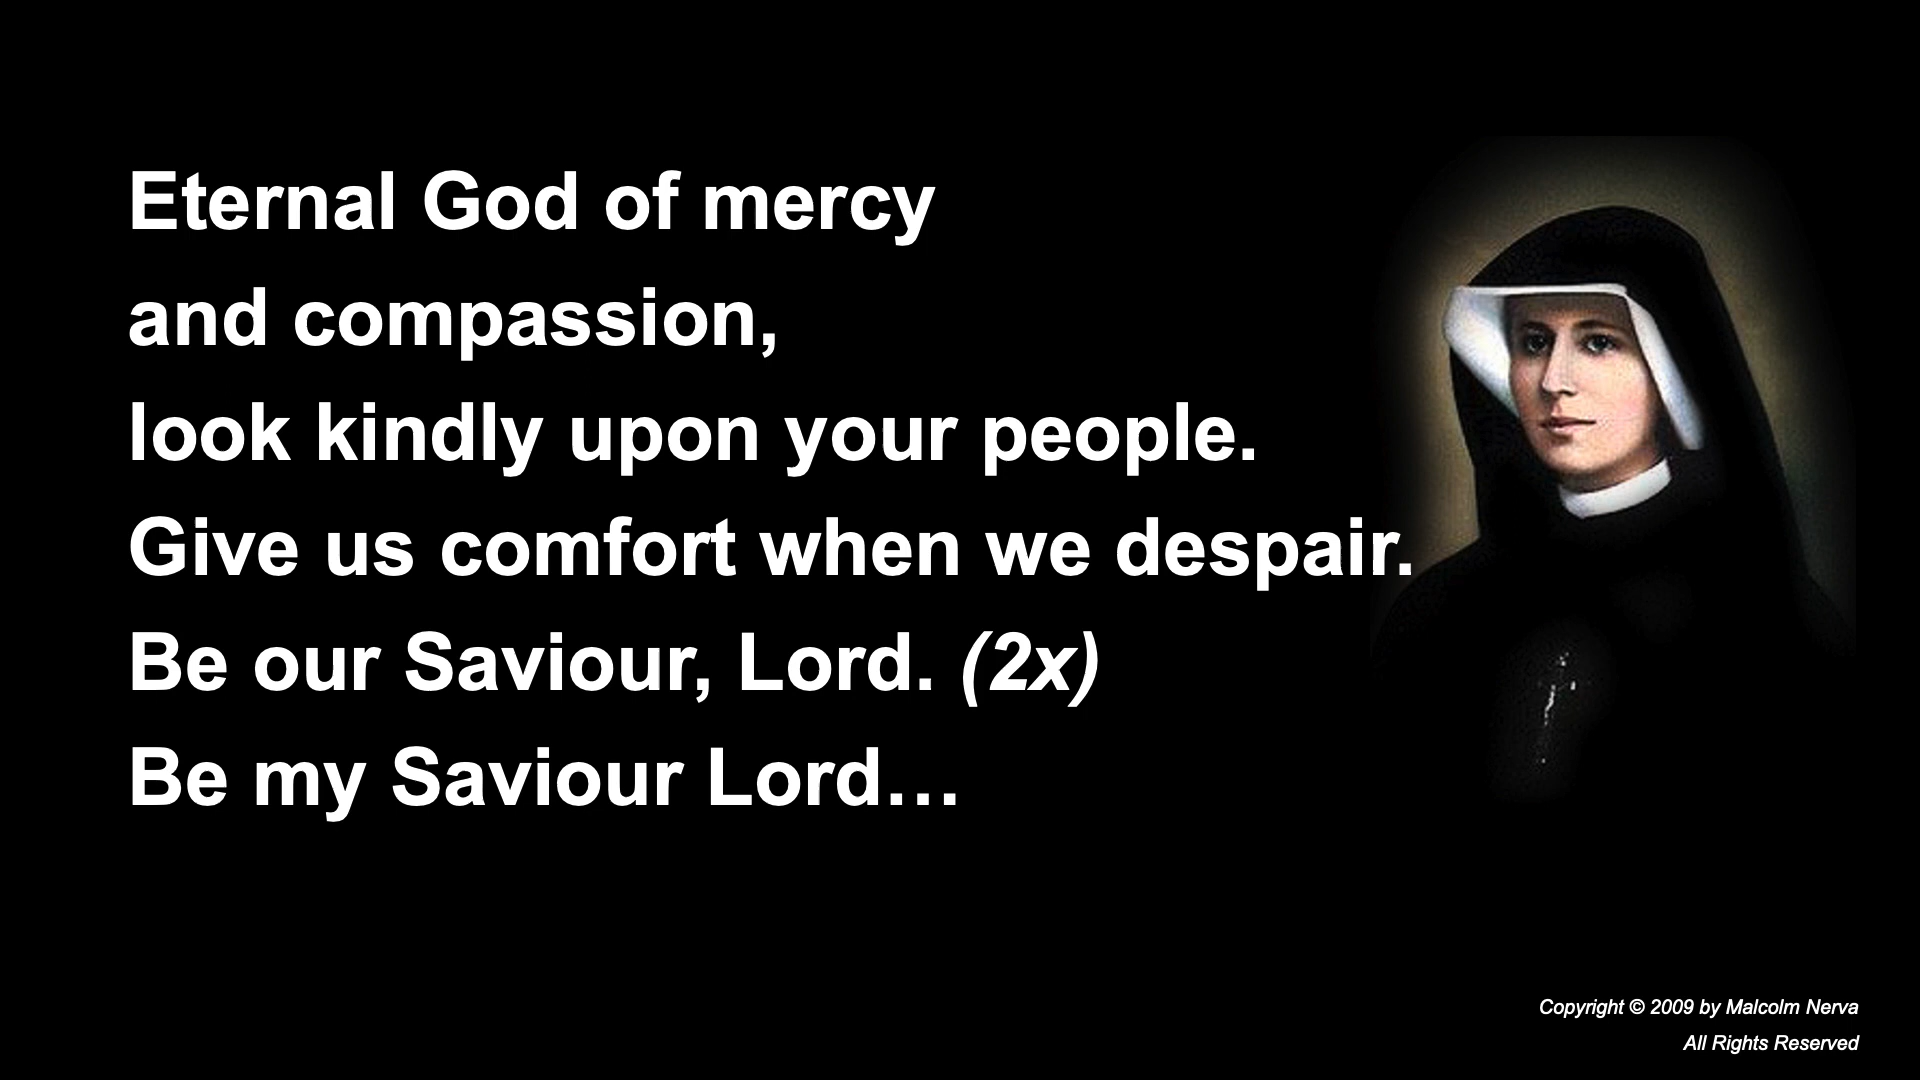 Eternal God of mercy
and compassion,
look kindly upon your people.
Give us comfort when we despair.
Be our Saviour, Lord. (2x)
Be my Saviour Lord…
Copyright © 2009 by Malcolm Nerva
All Rights Reserved